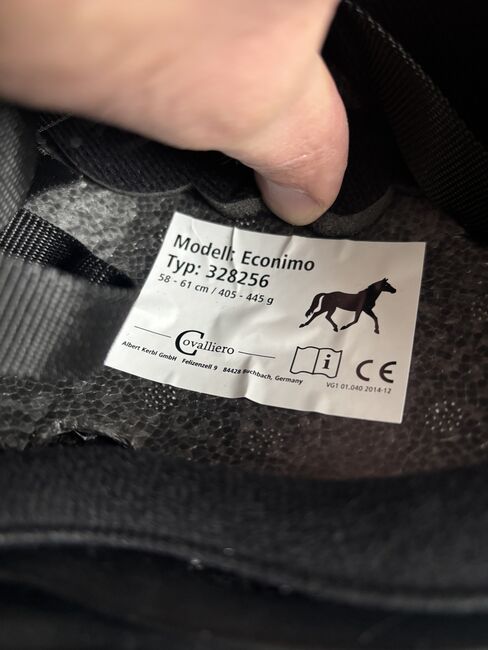 Modell: Econimo
Typ: 328256
58 - 61 cm / 405 - 445 g
Covalliero
Albert Kerbl GmbH Felizenzell 9 84428 Buchbach, Germany
i
CE
VG1 01.040 2014-12